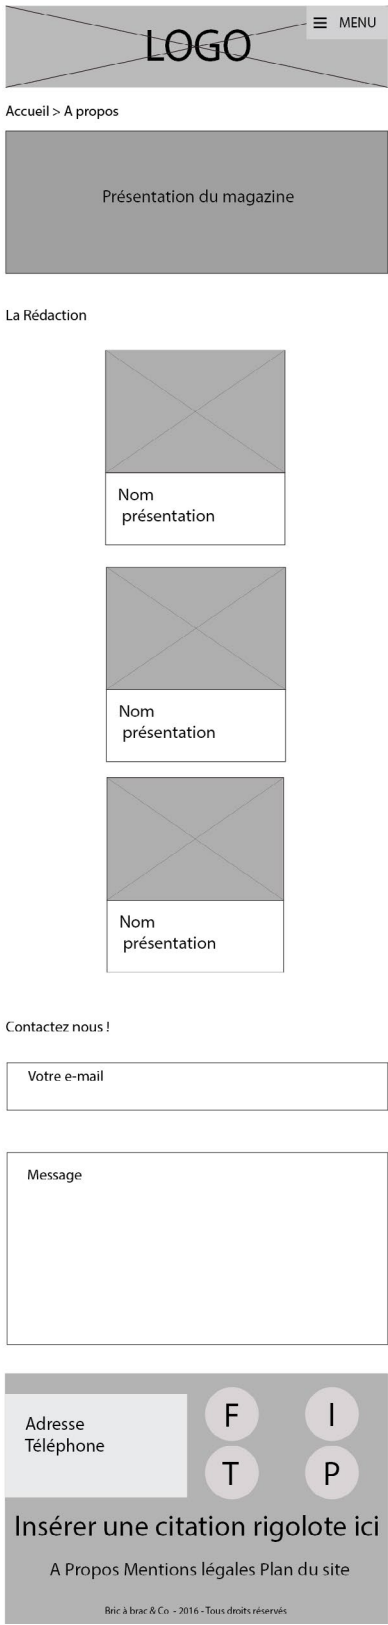 LOGO
≡ MENU
Accueil > A propos
Présentation du magazine
La Rédaction
Nom
présentation
Nom
présentation
Nom
présentation
Contactez nous !
Votre e-mail
Message
Adresse
Téléphone
F I
T P
Insérer une citation rigolote ici
A Propos Mentions légales Plan du site
Bric à brac & Co - 2016 - Tous droits réservés